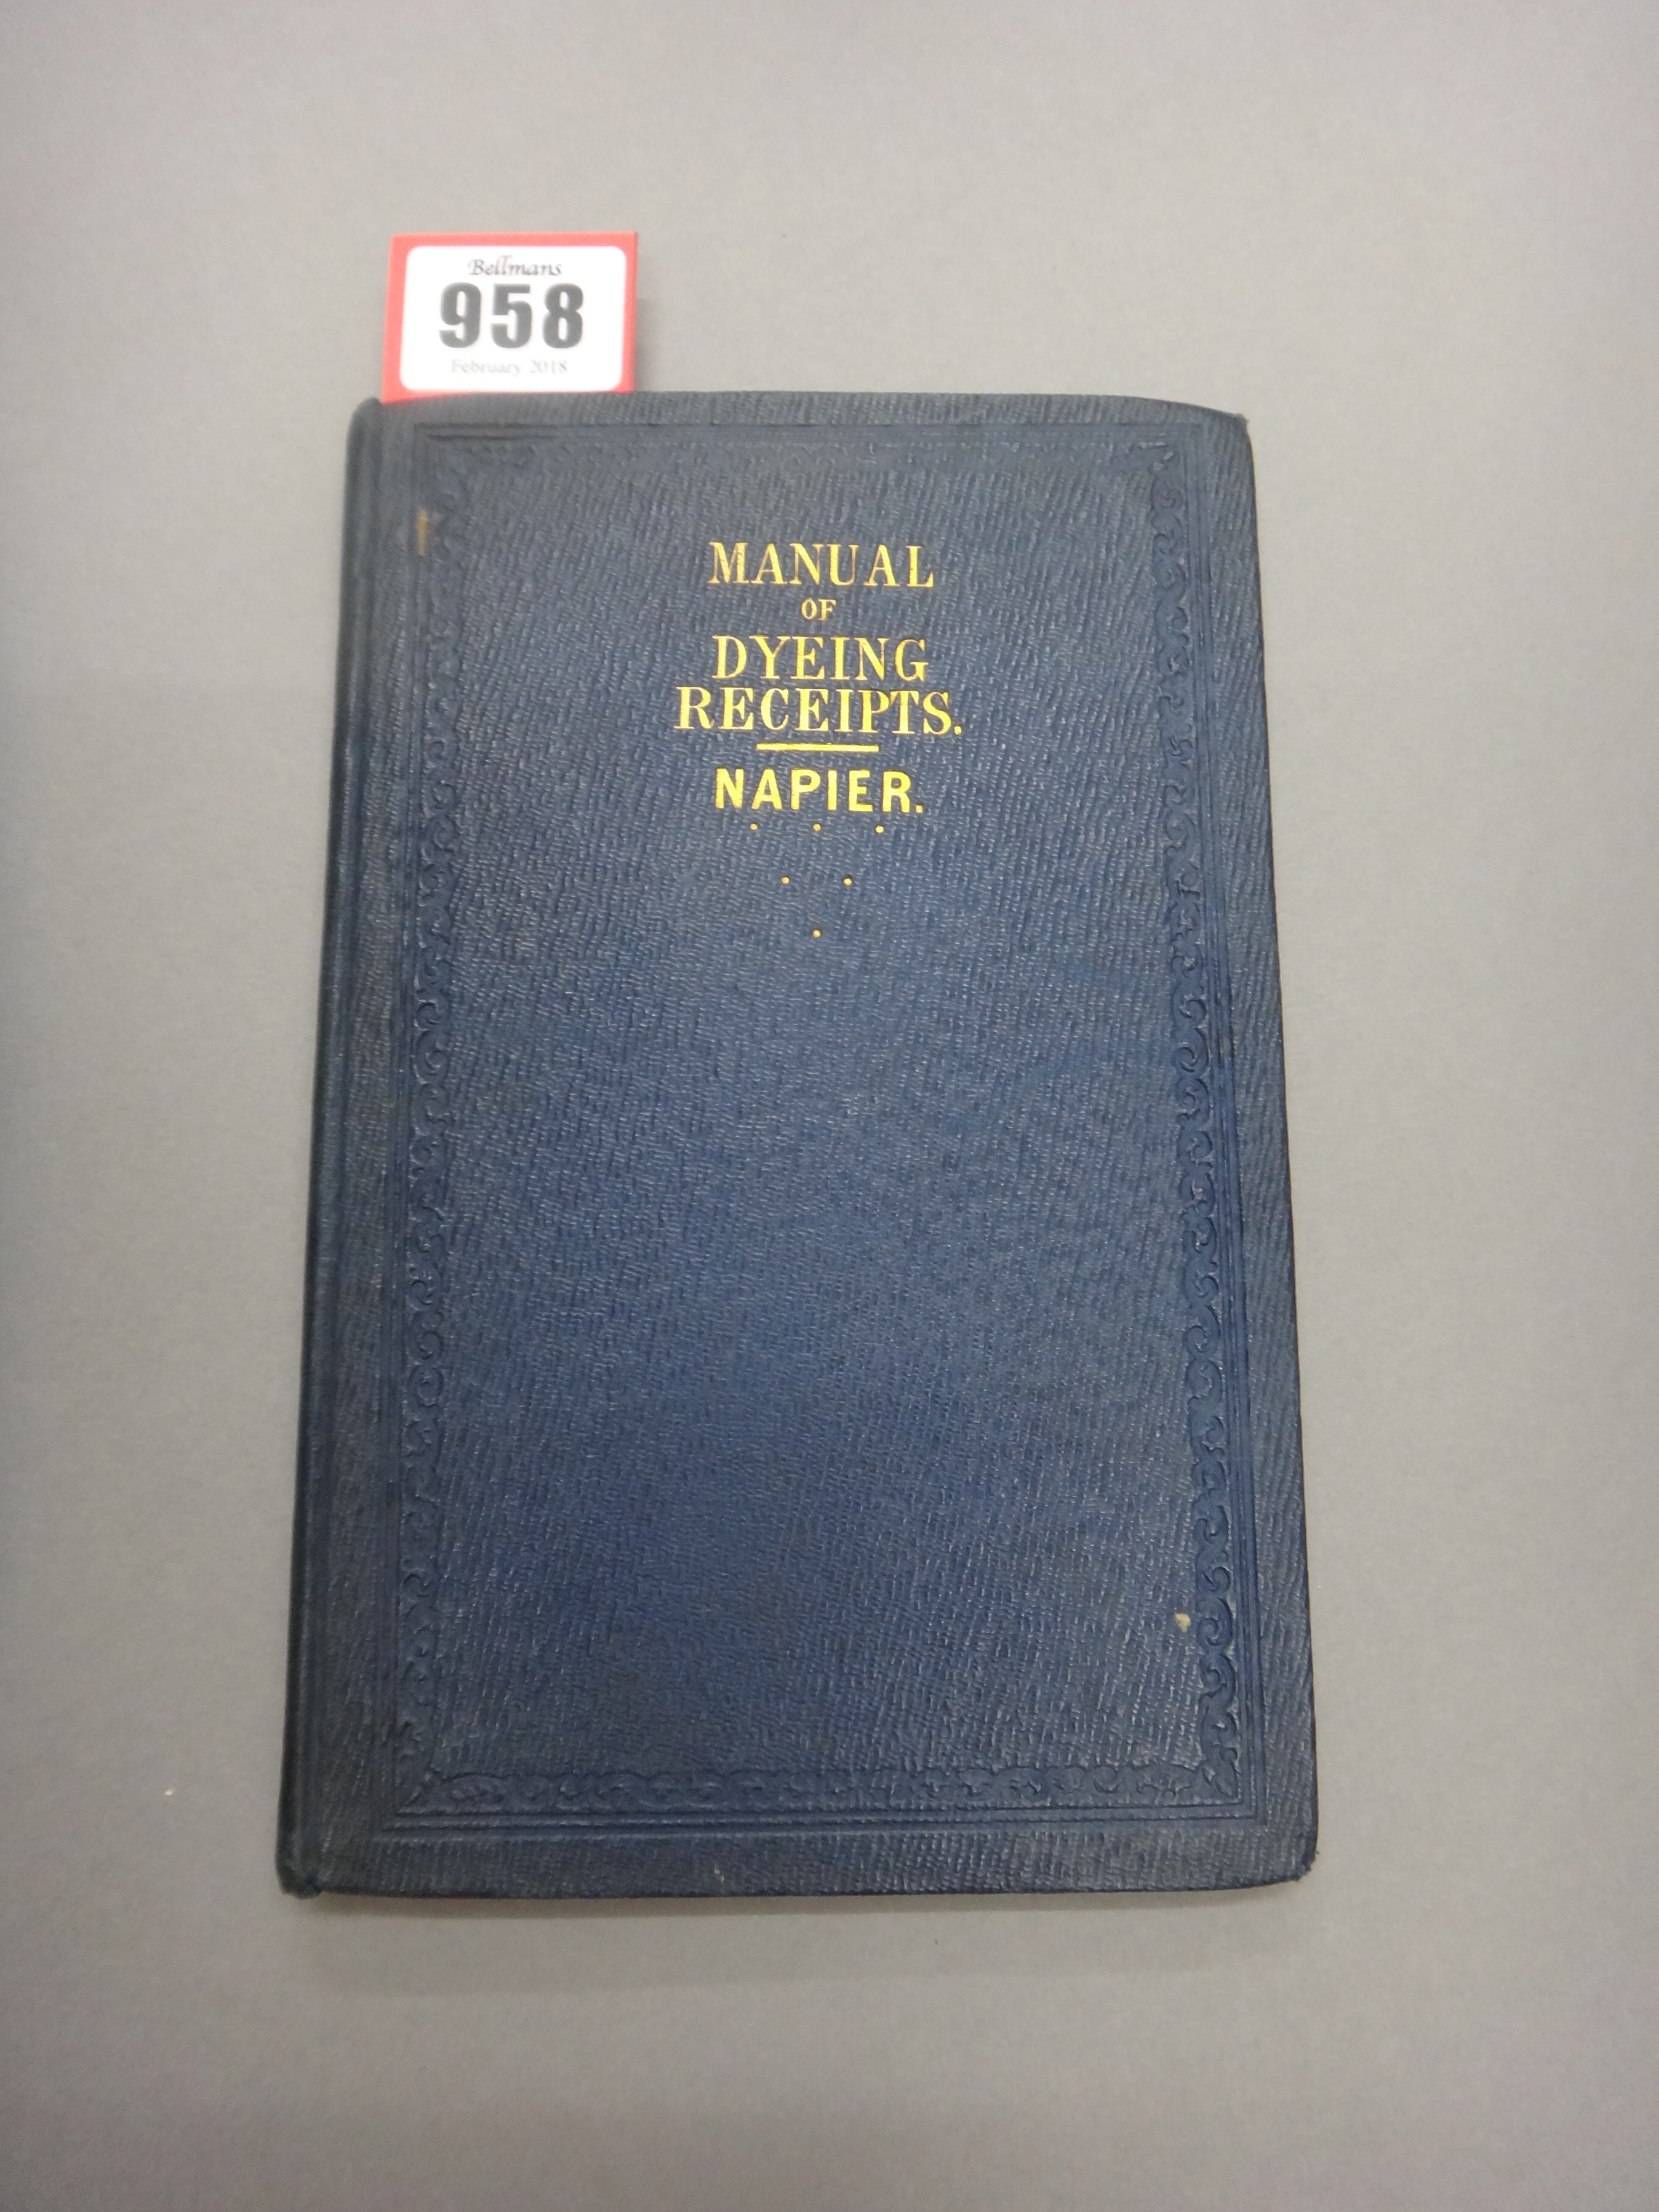 Bellmans
958
February 2018
MANUAL
OF
DYEING
RECEIPTS.
NAPIER.